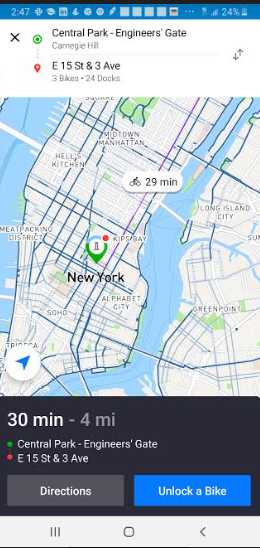 2:47
24%
Central Park - Engineers' Gate
Carnegie Hill
E 15 St & 3 Ave
3 Bikes • 24 Docks
SQUARE
MIDTOWN
MANHATTAN
HELL'S
KITCHEN
29 min
LONG ISLAND
CITY
MEATPACKING
DISTRICT
KIPS BAY
New York
ALPHABET
CITY
SOHO
GREENPOINT
TRIBECA
30 min - 4 mi
Central Park - Engineers' Gate
E 15 St & 3 Ave
Directions
Unlock a Bike